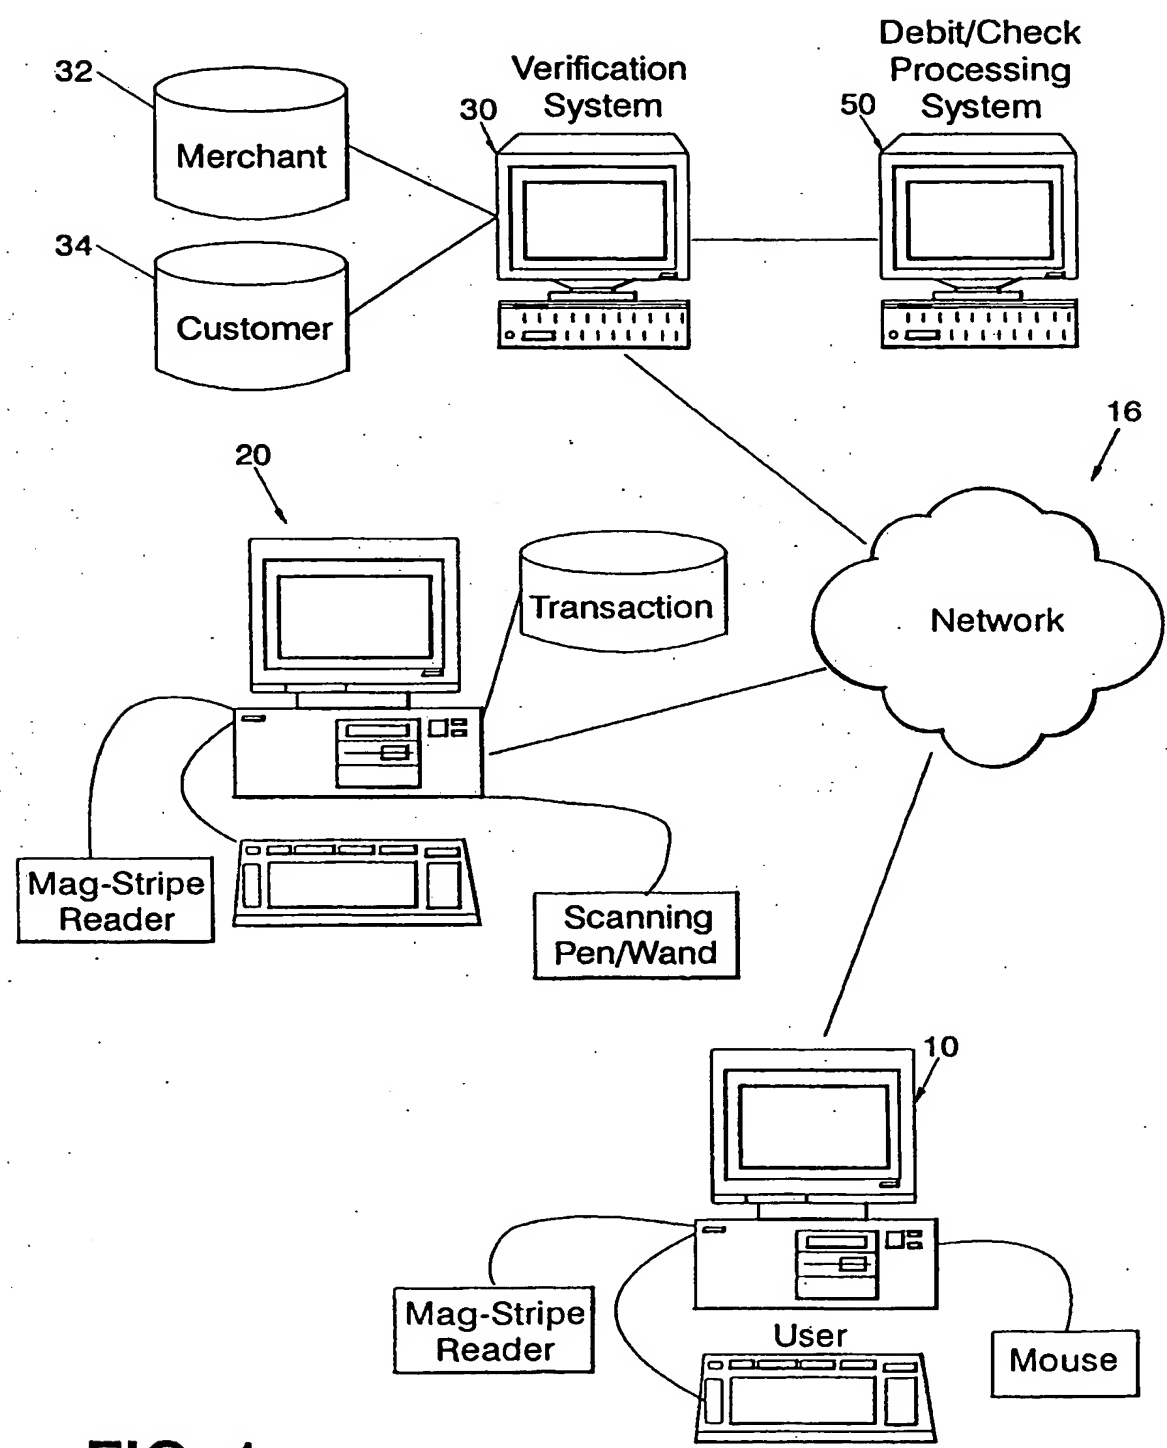 Debit/Check
Processing
System
Verification
System
32
30
50
Merchant
34
Customer
16
20
Transaction
Network
Mag-Stripe
Reader
Scanning
Pen/Wand
10
Mag-Stripe
Reader
User
Mouse